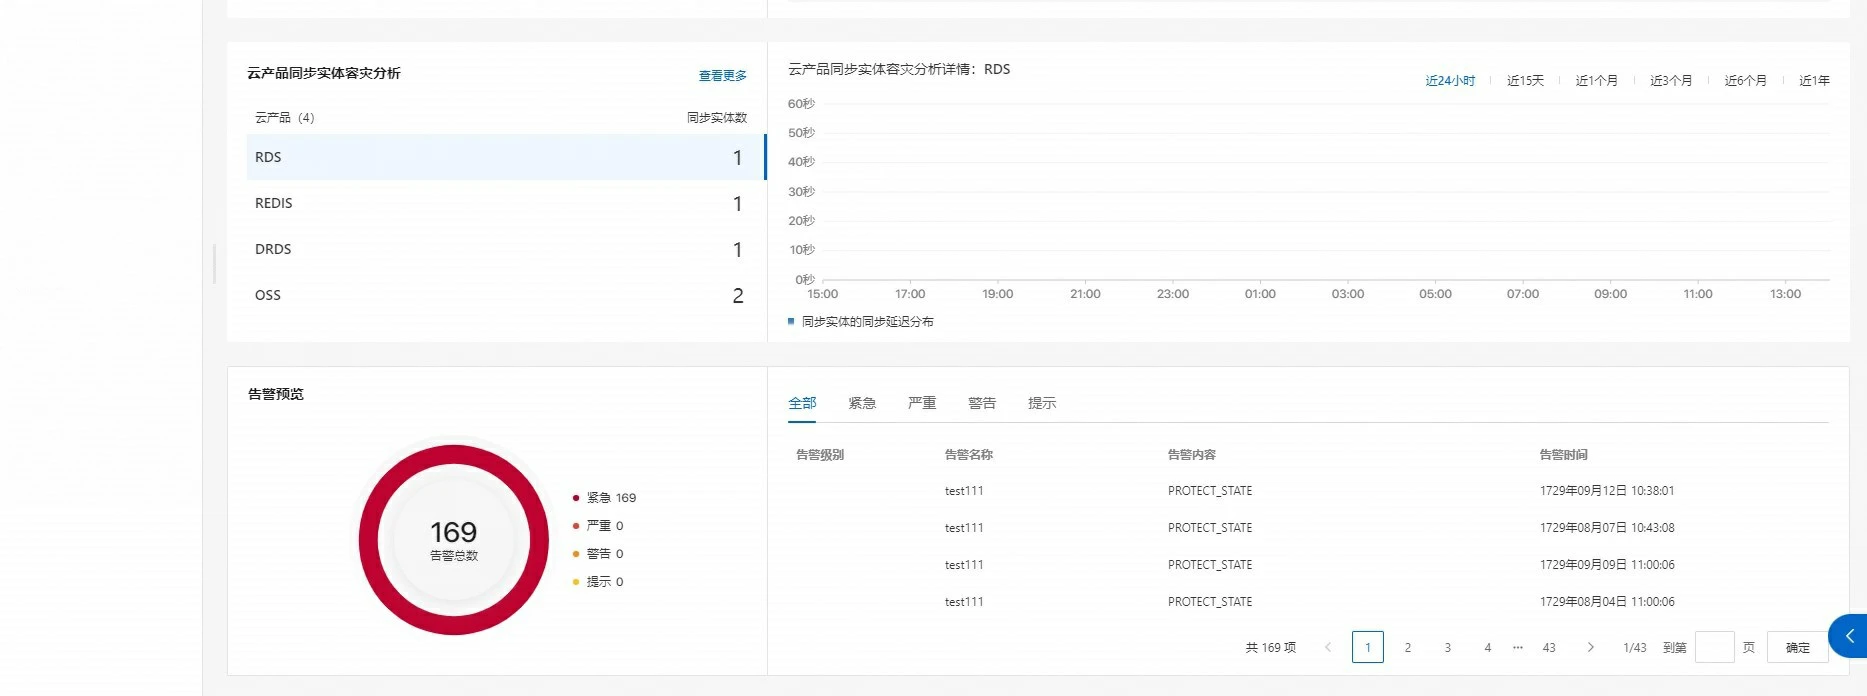 云产品同步实体容灾分析
查看更多
云产品（4）
同步实体数
RDS
1
REDIS
1
DRDS
1
OSS
2
云产品同步实体容灾分析详情：RDS
近24小时
近15天
近1个月
近3个月
近6个月
近1年
60秒
50秒
40秒
30秒
20秒
10秒
0秒
15:00
17:00
19:00
21:00
23:00
01:00
03:00
05:00
07:00
09:00
11:00
13:00
同步实体的同步延迟分布
告警预览
169
告警总数
紧急 169
严重 0
警告 0
提示 0
全部
紧急
严重
警告
提示
告警级别 告警名称 告警内容 告警时间
test111 PROTECT_STATE 1729年09月12日 10:38:01
test111 PROTECT_STATE 1729年08月07日 10:43:08
test111 PROTECT_STATE 1729年09月09日 11:00:06
test111 PROTECT_STATE 1729年08月04日 11:00:06
共 169 项 1 2 3 4 ··· 43 1/43 到第 页 确定